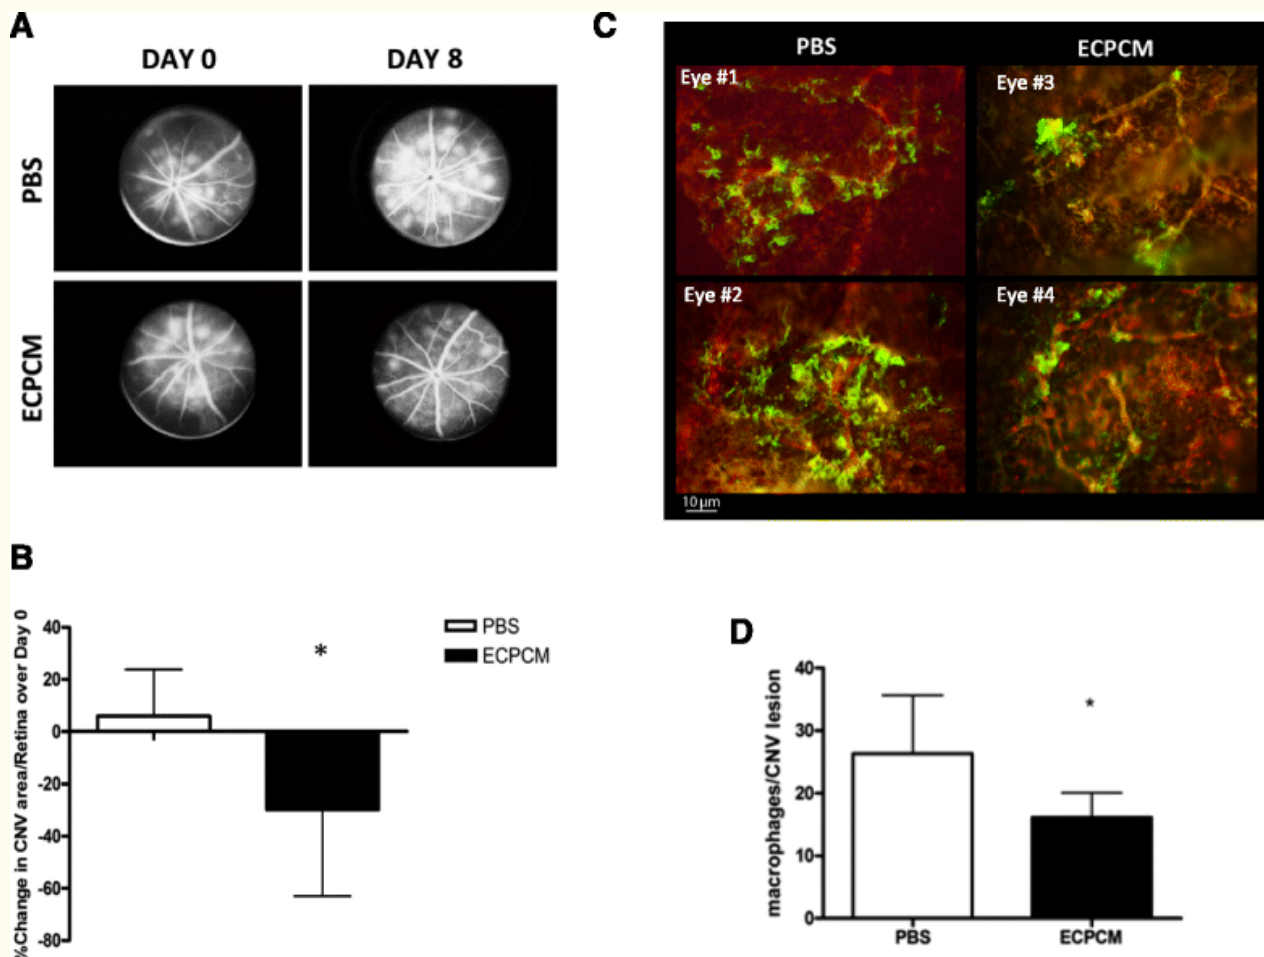 A
DAY 0
DAY 8
PBS
ECPCM
C
PBS
ECPCM
Eye #1
Eye #3
Eye #2
Eye #4
10 μm
B
%Change in CNV area/Retina over Day 0
40
20
0
-20
-40
-60
-80
*
PBS
ECPCM
D
macrophages/CNV lesion
40
30
20
10
0
*
PBS
ECPCM